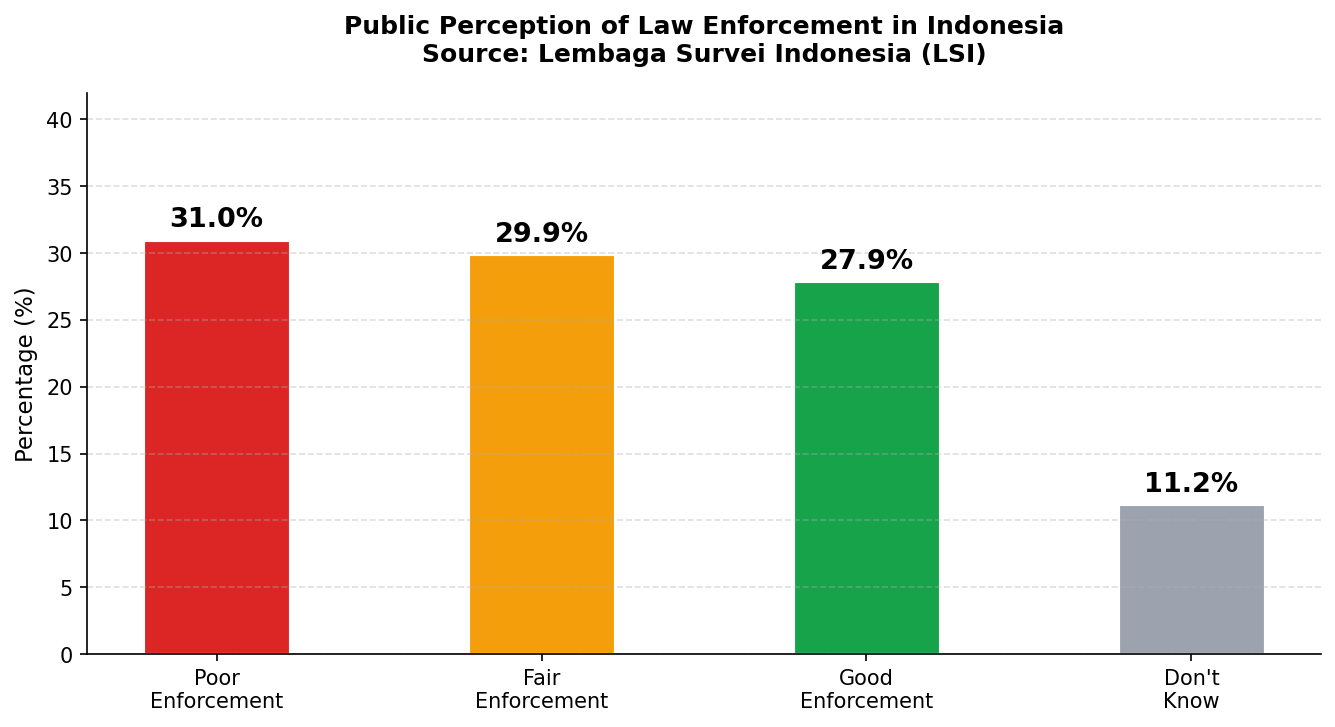 Public Perception of Law Enforcement in Indonesia
Source: Lembaga Survei Indonesia (LSI)
Percentage (%)
40
35
30
25
20
15
10
5
0
31.0%
29.9%
27.9%
11.2%
Poor
Enforcement
Fair
Enforcement
Good
Enforcement
Don't
Know